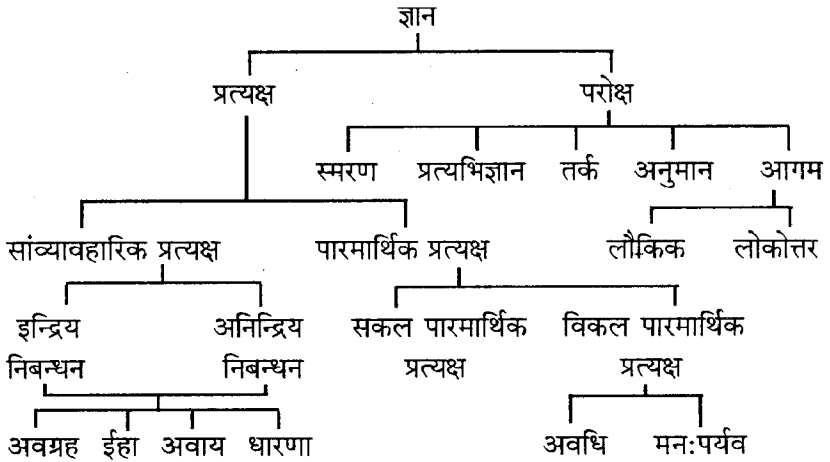 ज्ञान
प्रत्यक्ष परोक्ष
स्मरण प्रत्यभिज्ञान तर्क अनुमान आगम
सांव्यावहारिक प्रत्यक्ष पारमार्थिक प्रत्यक्ष लौकिक लोकोत्तर
इन्द्रिय अनिन्द्रिय सकल पारमार्थिक विकल पारमार्थिक
निबन्धन निबन्धन प्रत्यक्ष प्रत्यक्ष
अवग्रह ईहा अवाय धारणा अवधि मन:पर्यव